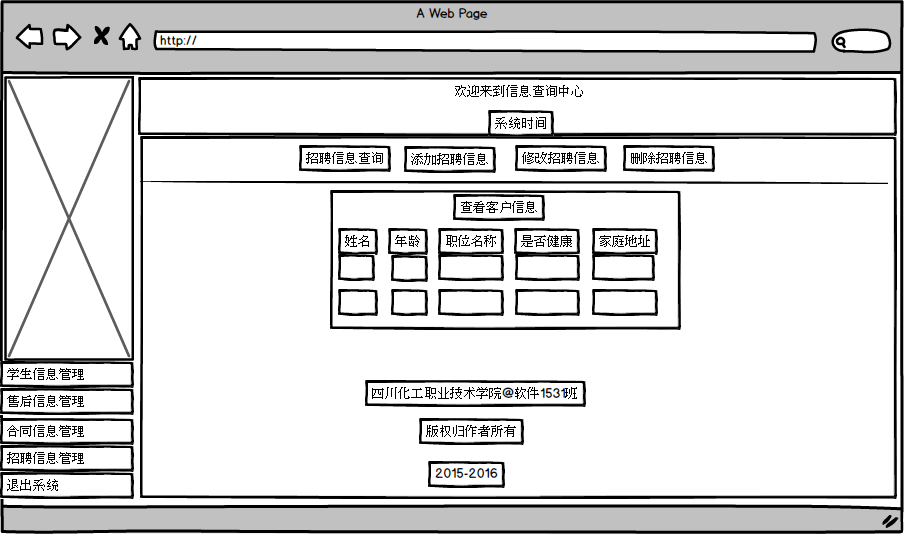 A Web Page
http://
欢迎来到信息查询中心
系统时间
招聘信息查询 添加招聘信息 修改招聘信息 删除招聘信息
查看客户信息
姓名 年龄 职位名称 是否健康 家庭地址
学生信息管理
售后信息管理
合同信息管理
招聘信息管理
退出系统
四川化工职业技术学院@软件1531班
版权归作者所有
2015-2016